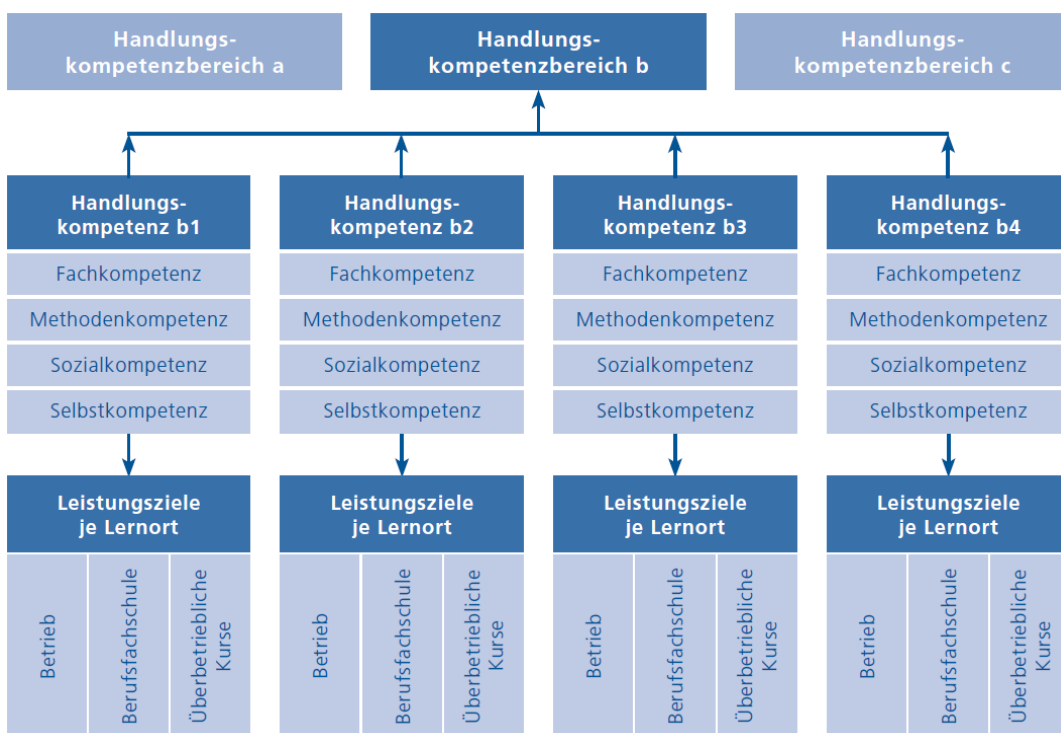 Handlungs-
kompetenzbereich a
Handlungs-
kompetenzbereich b
Handlungs-
kompetenzbereich c
Handlungs-
kompetenz b1
Fachkompetenz
Methodenkompetenz
Sozialkompetenz
Selbstkompetenz
Leistungsziele
je Lernort
Betrieb
Berufsfachschule
Überbetriebliche
Kurse
Handlungs-
kompetenz b2
Fachkompetenz
Methodenkompetenz
Sozialkompetenz
Selbstkompetenz
Leistungsziele
je Lernort
Betrieb
Berufsfachschule
Überbetriebliche
Kurse
Handlungs-
kompetenz b3
Fachkompetenz
Methodenkompetenz
Sozialkompetenz
Selbstkompetenz
Leistungsziele
je Lernort
Betrieb
Berufsfachschule
Überbetriebliche
Kurse
Handlungs-
kompetenz b4
Fachkompetenz
Methodenkompetenz
Sozialkompetenz
Selbstkompetenz
Leistungsziele
je Lernort
Betrieb
Berufsfachschule
Überbetriebliche
Kurse